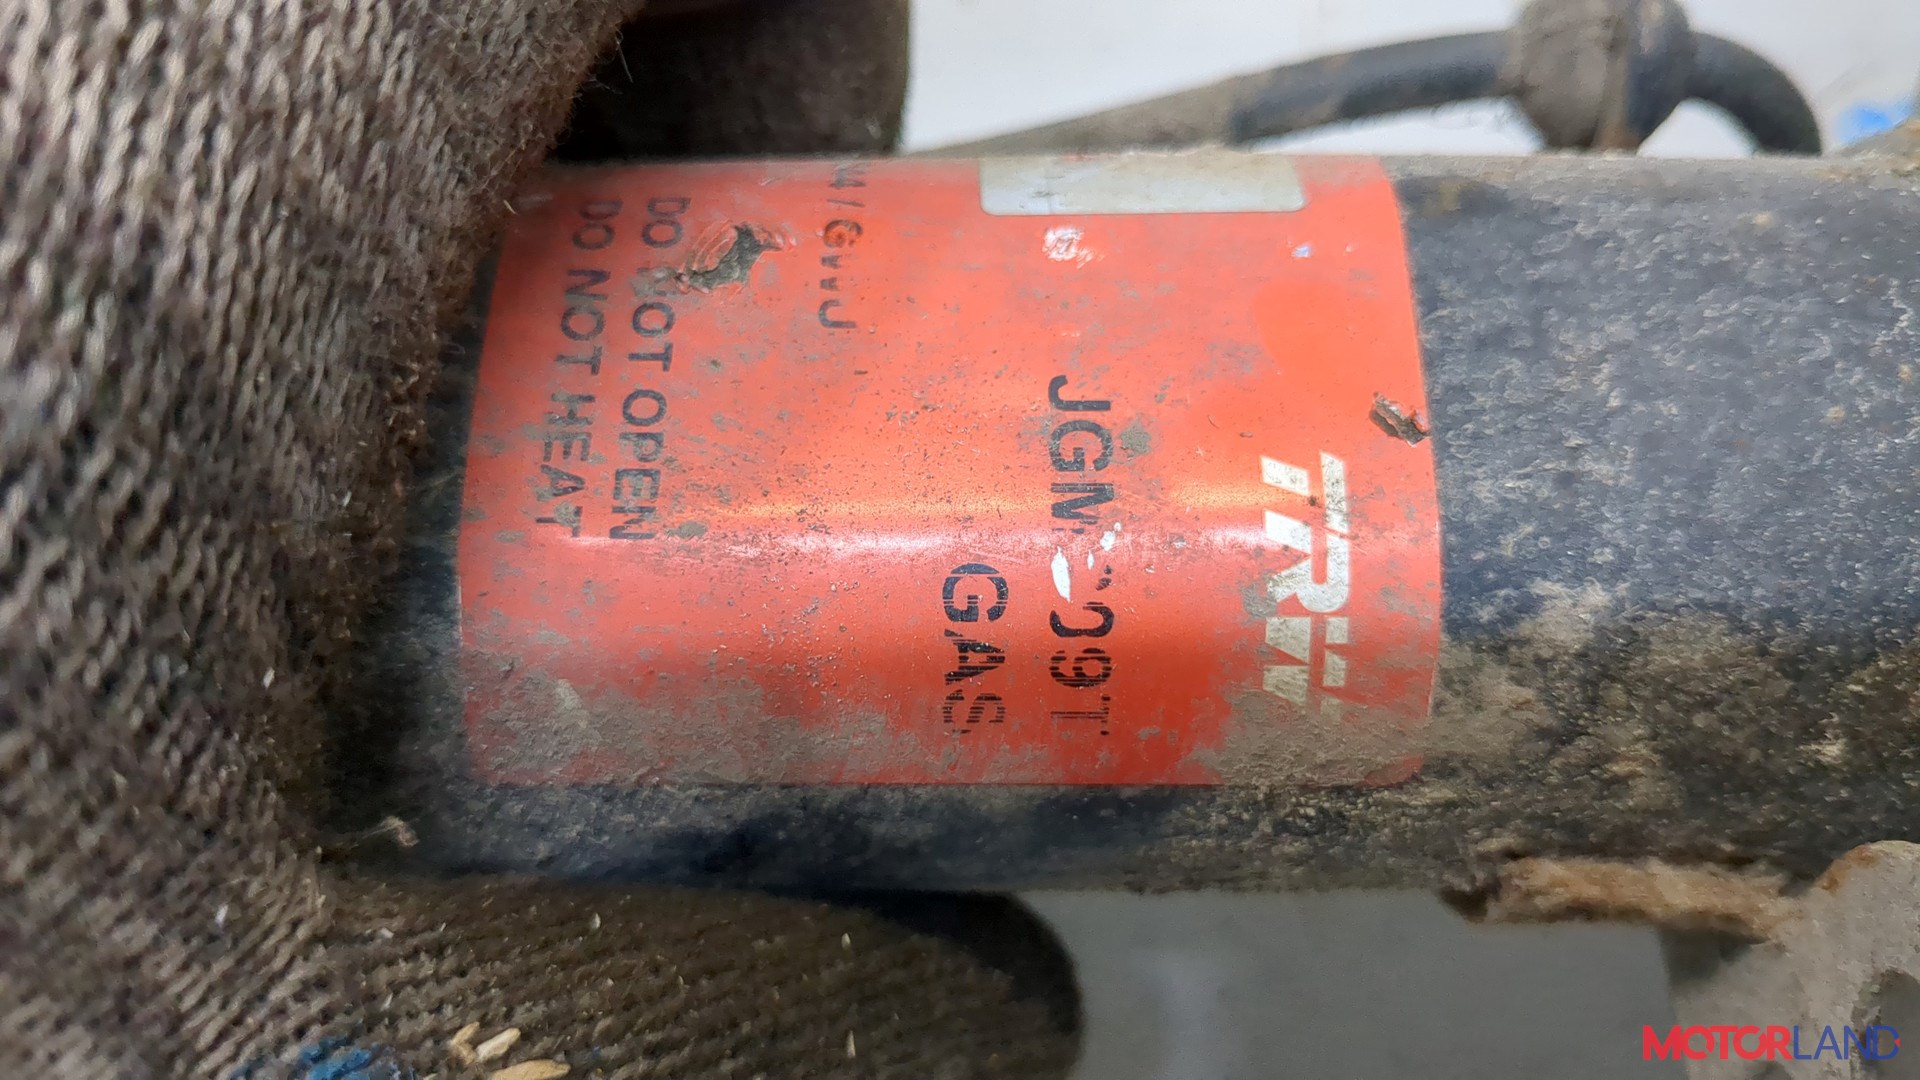 TRW
GAS
DO NOT OPEN
DO NOT HEAT
MOTORLAND